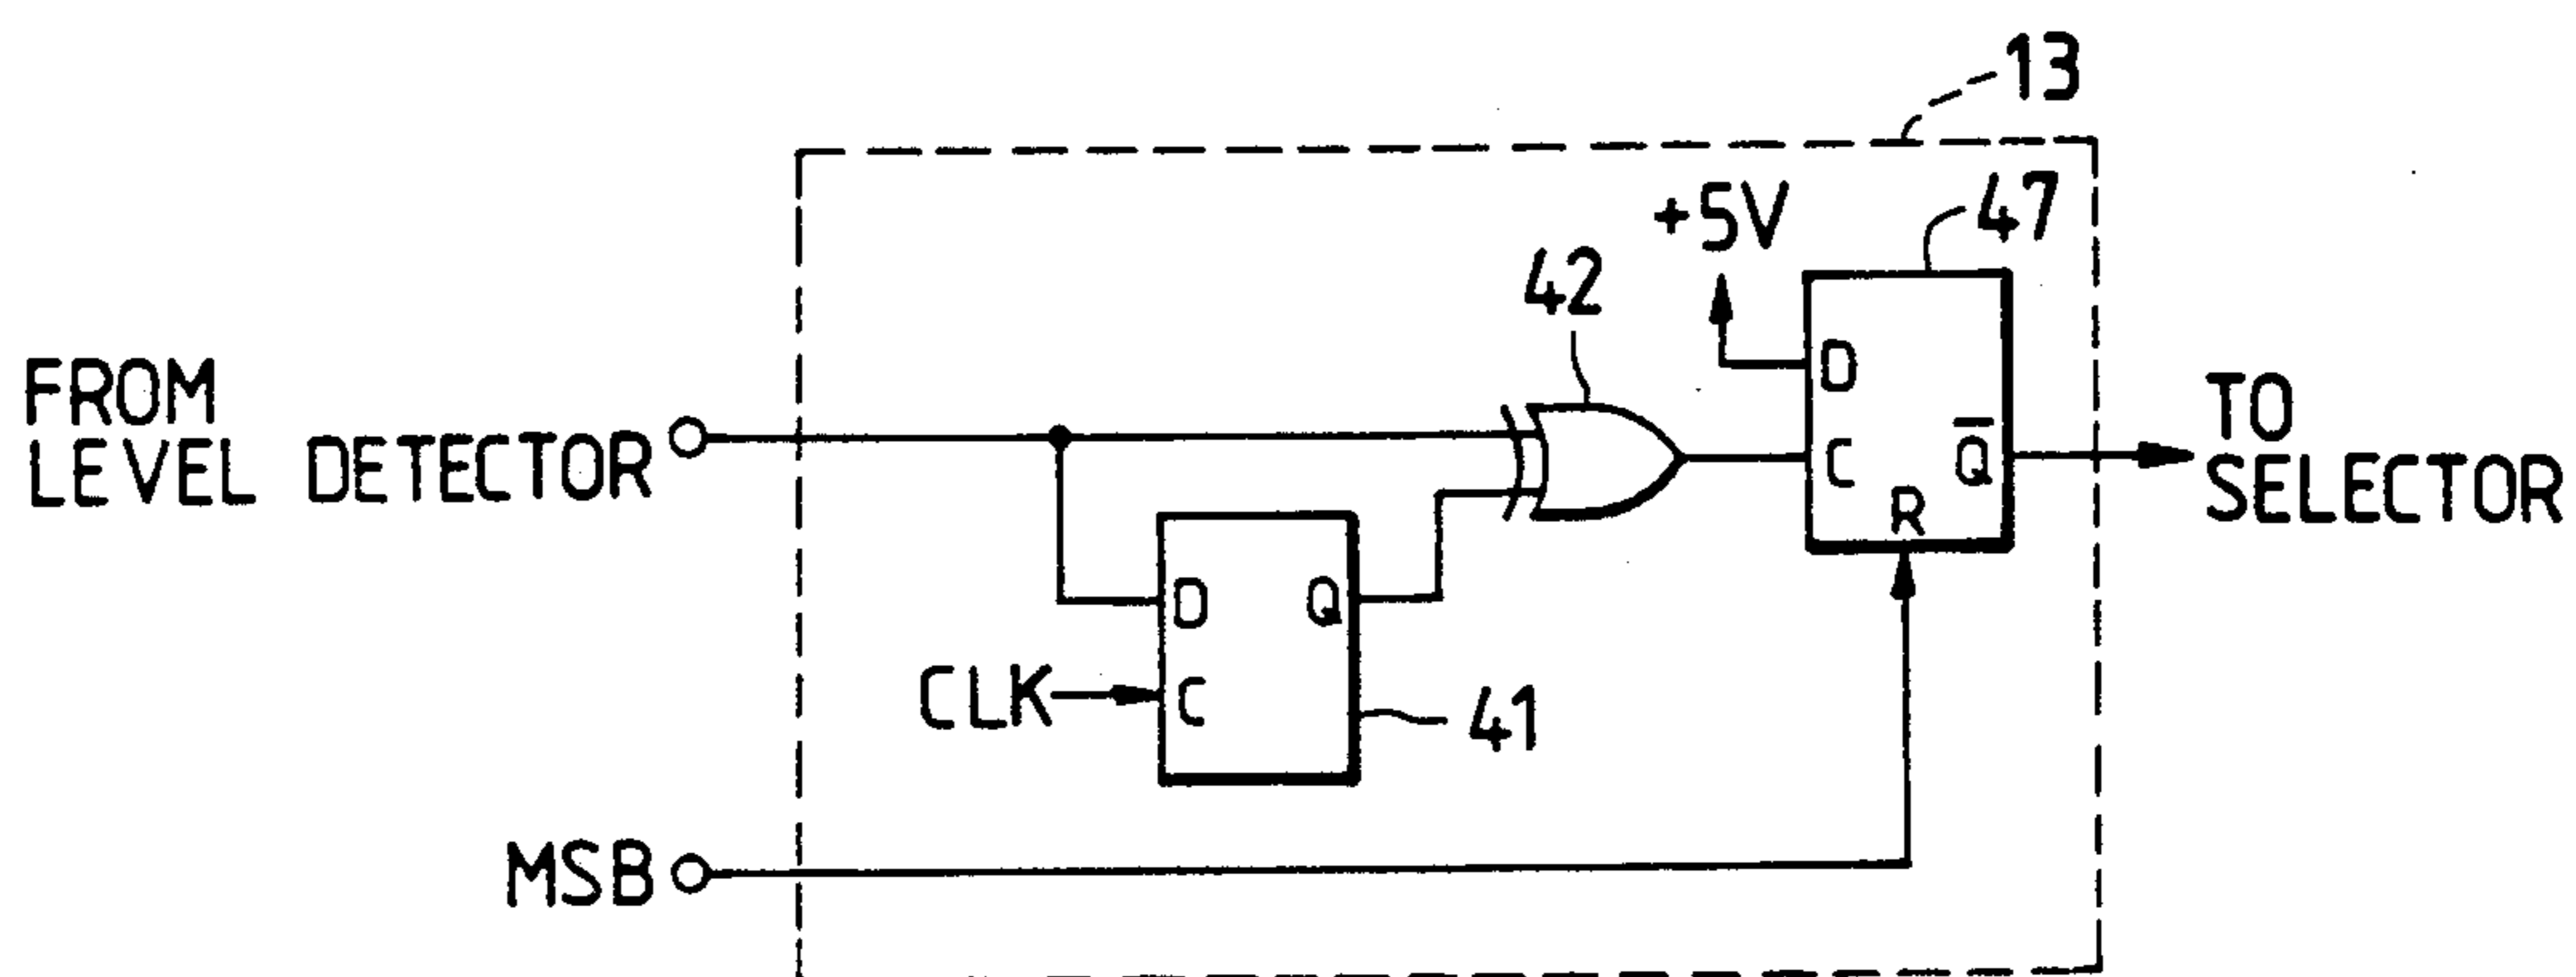 13
+5V
47
42
D
C
Q̅
R
FROM
LEVEL DETECTOR
TO
SELECTOR
D
Q
CLK
C
41
MSB